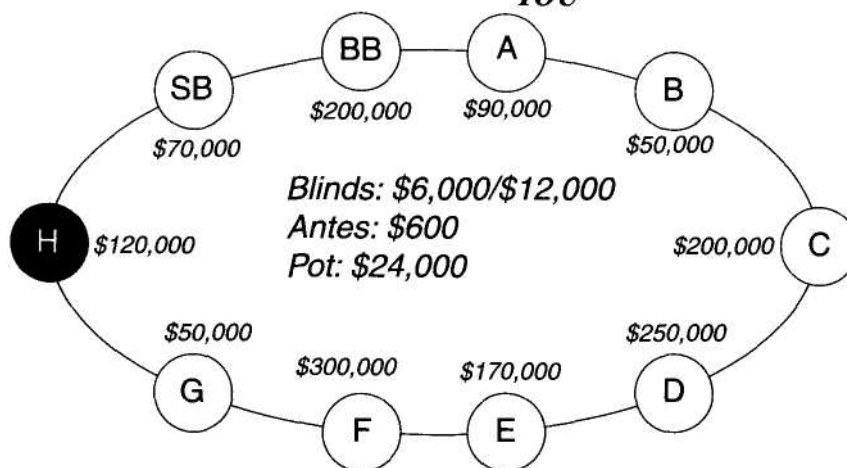 YOU
BB
A
SB
B
$200,000
$90,000
$70,000
$50,000
Blinds: $6,000/$12,000
Antes: $600
Pot: $24,000
H
$120,000
$200,000
C
$50,000
$300,000
$170,000
$250,000
G
F
E
D